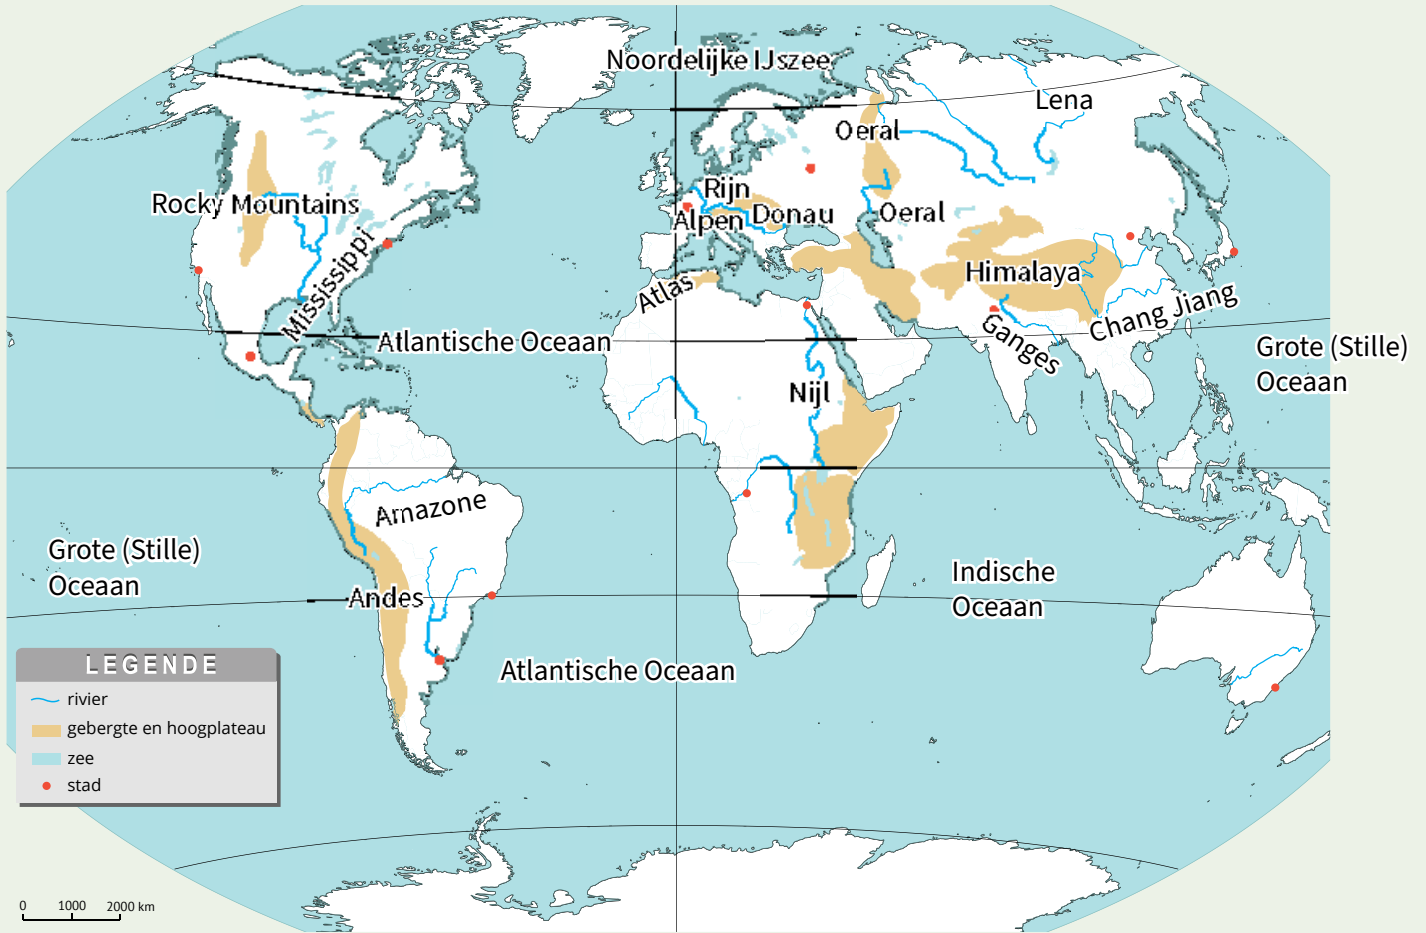 Noordelijke IJszee
Lena
Oeral
Rijn
Rocky Mountains
Alpen
Donau
Oeral
Mississippi
Himalaya
Atlas
Chang Jiang
Ganges
Atlantische Oceaan
Grote (Stille)
Oceaan
Nijl
Amazone
Grote (Stille)
Oceaan
Indische
Oceaan
Andes
Atlantische Oceaan
LEGENDE
rivier
gebergte en hoogplateau
zee
stad
0 1000 2000 km